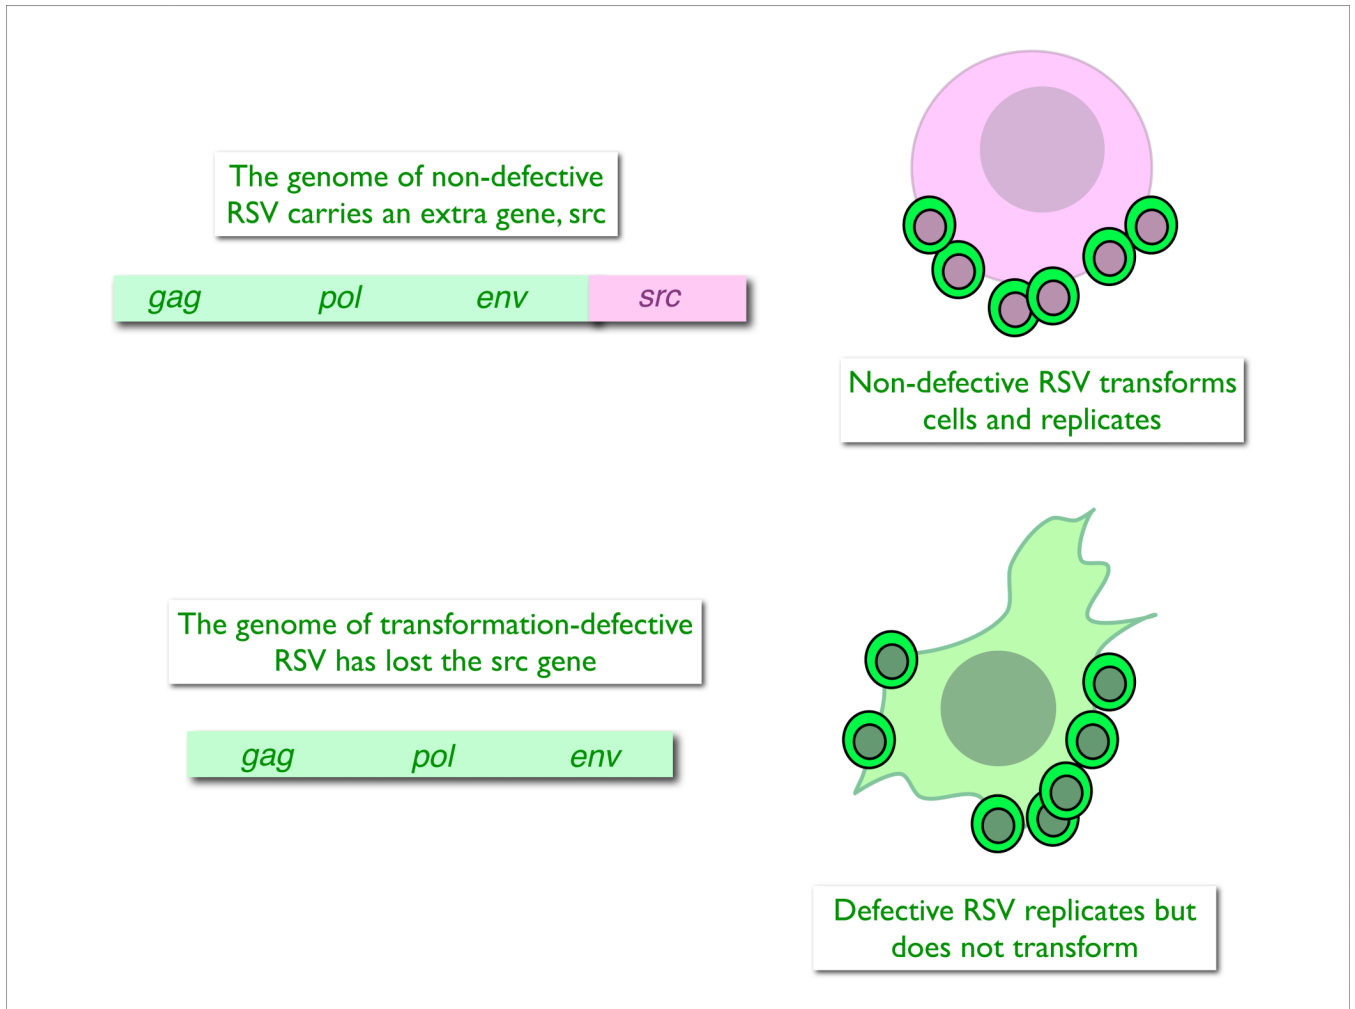 The genome of non-defective
RSV carries an extra gene, src
gag pol env src
Non-defective RSV transforms
cells and replicates
The genome of transformation-defective
RSV has lost the src gene
gag pol env
Defective RSV replicates but
does not transform